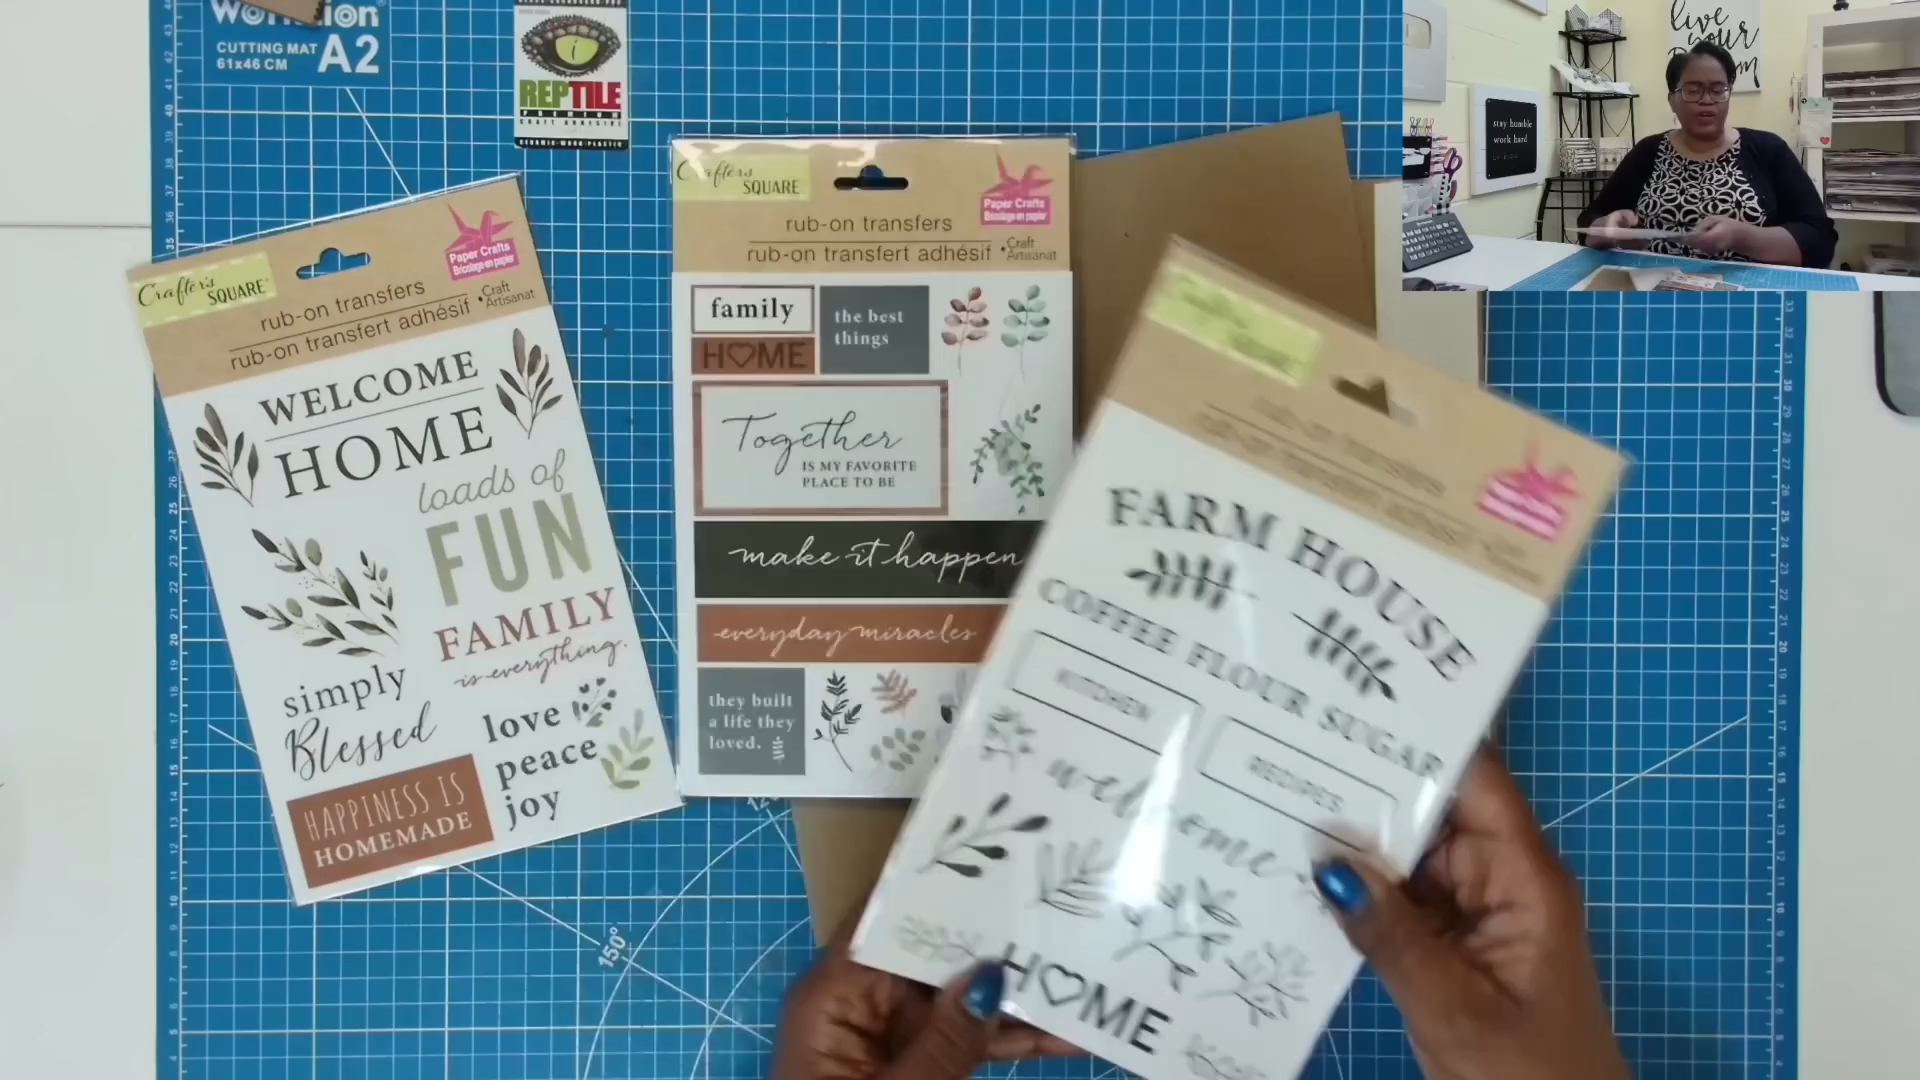 CUTTING MAT A2
61x46 CM
REPTILE
PREMIUM
CRAFT ADHESIVE
live
your
stay humble
work hard
Crafter's
SQUARE
Paper Crafts
Bricolage en papier
rub-on transfers
rub-on transfert adhésif
•Craft
Artisanat
WELCOME
HOME
loads of
FUN
FAMILY
is everything.
simply
Blessed
love
peace
joy
HAPPINESS IS
HOMEMADE
Crafter's
SQUARE
Paper Crafts
Bricolage en papier
rub-on transfers
rub-on transfert adhésif
•Craft
Artisanat
family
HOME
the best
things
Together
IS MY FAVORITE
PLACE TO BE
make it happen
everyday miracles
they built
a life they
loved.
FARM HOUSE
COFFEE FLOUR SUGAR
KITCHEN
RECIPES
welcome
HOME
150°